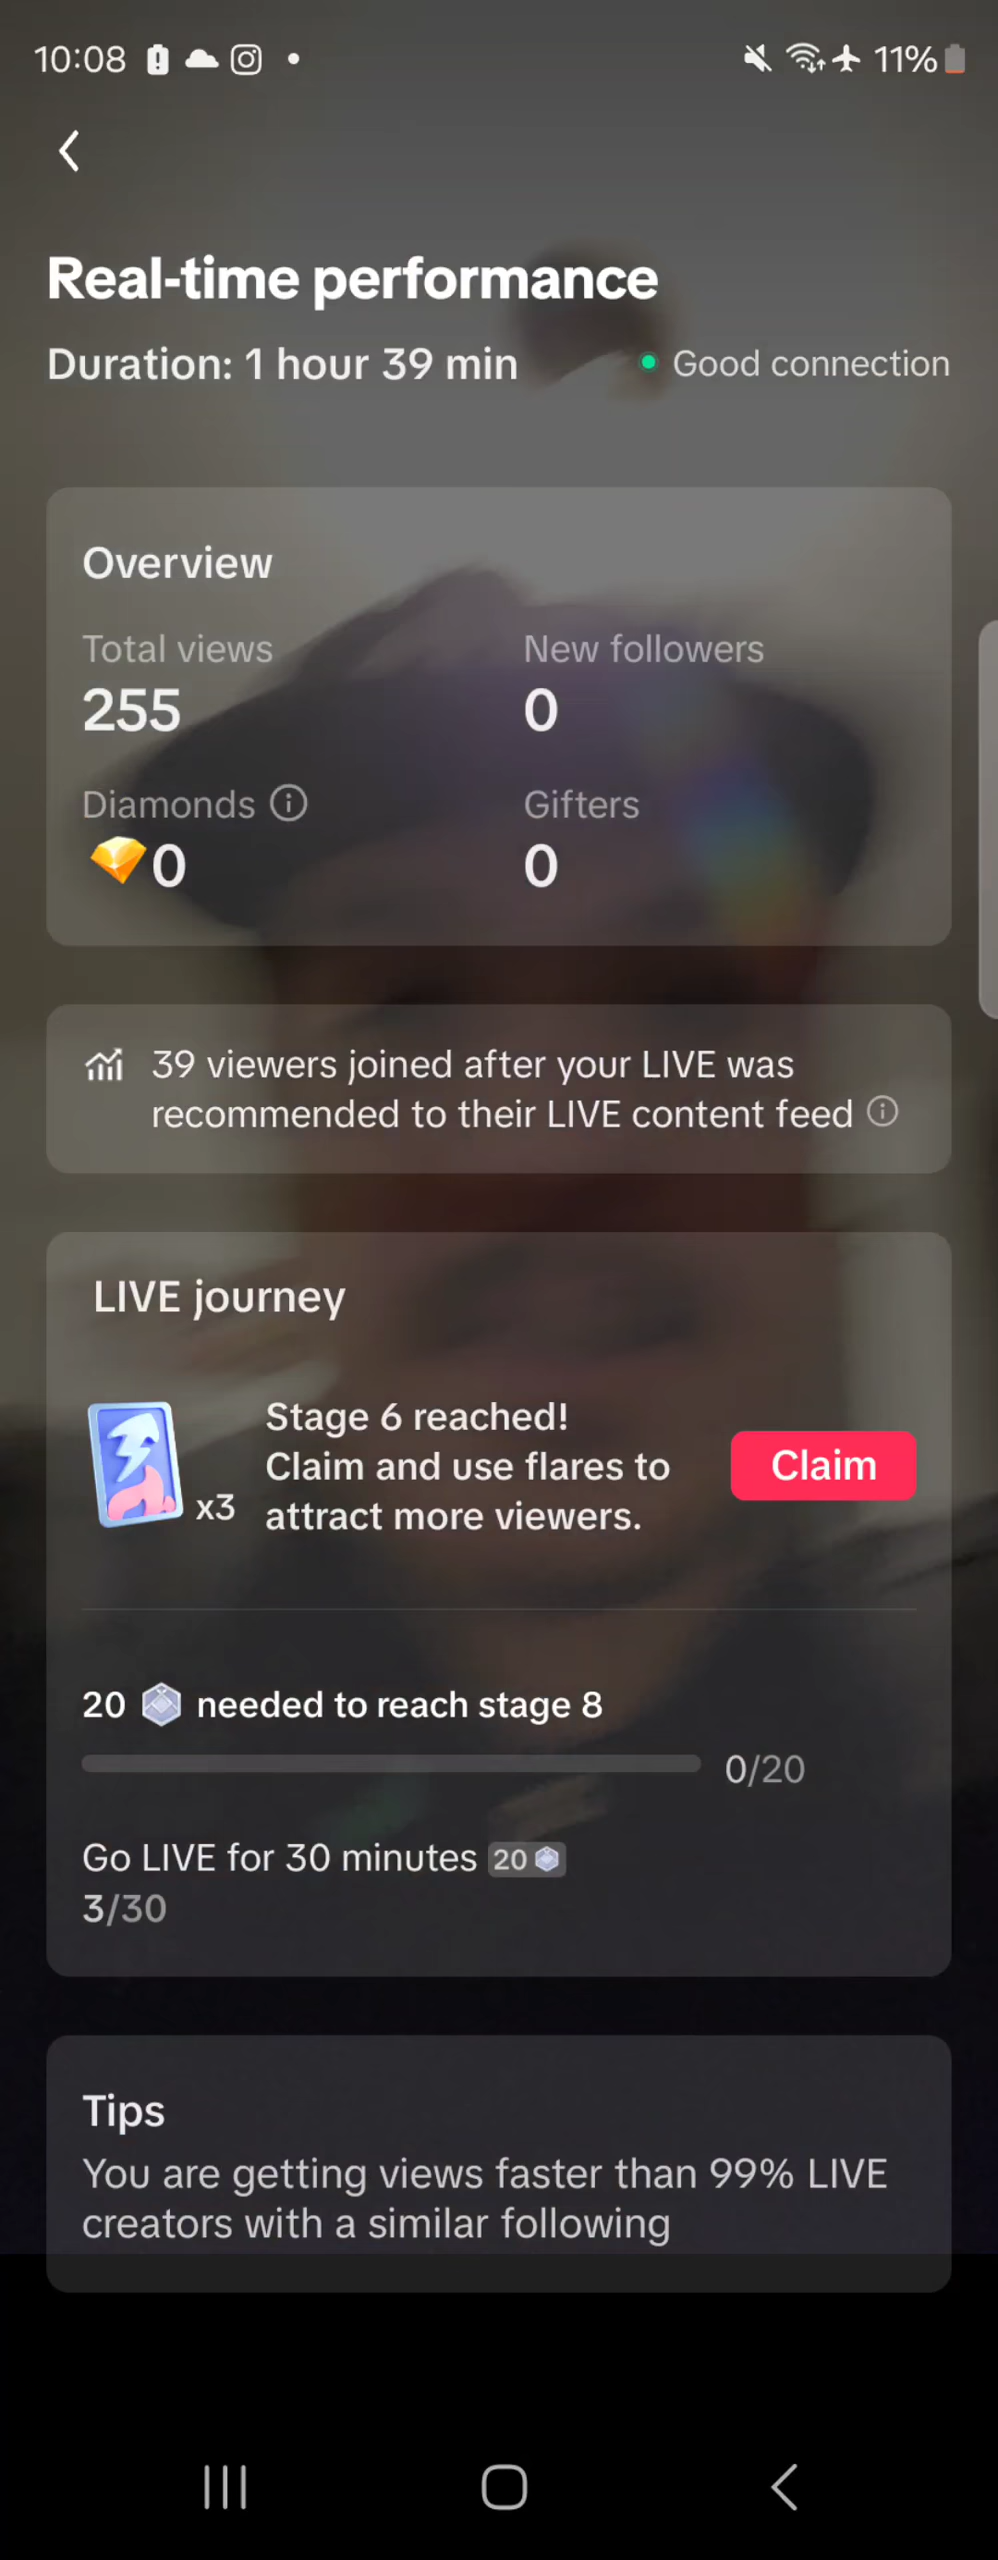 10:08
11%
Real-time performance
Duration: 1 hour 39 min
Good connection
Overview
Total views
New followers
255
0
Diamonds
Gifters
0
0
39 viewers joined after your LIVE was
recommended to their LIVE content feed
LIVE journey
Stage 6 reached!
Claim and use flares to
attract more viewers.
x3
Claim
20 needed to reach stage 8
0/20
Go LIVE for 30 minutes 20
3/30
Tips
You are getting views faster than 99% LIVE
creators with a similar following